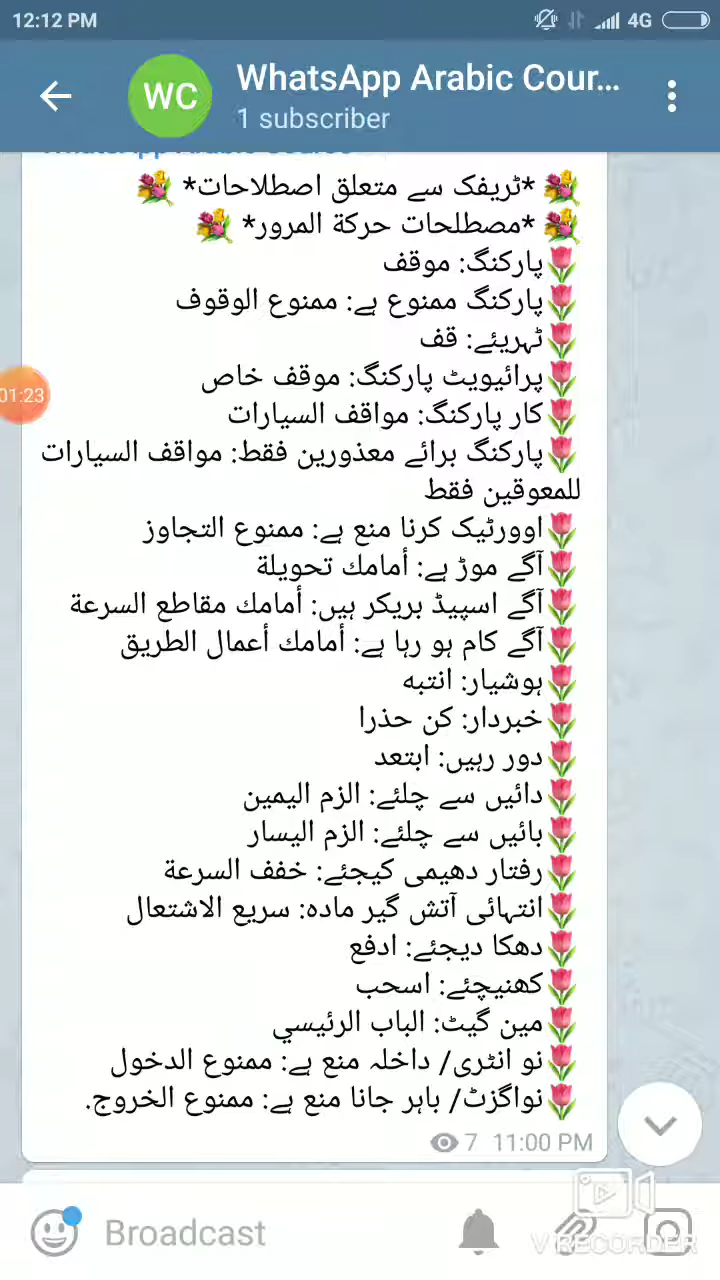 12:12 PM
4G
WC
WhatsApp Arabic Cour...
1 subscriber
💐 *ٹریفک سے متعلق اصطلاحات* 💐
💐 *مصطلحات حركة المرور* 💐
🌷پارکنگ: موقف
🌷پارکنگ ممنوع ہے: ممنوع الوقوف
🌷ٹہریئے: قف
🌷پرائیویٹ پارکنگ: موقف خاص
01:23
🌷کار پارکنگ: مواقف السيارات
🌷پارکنگ برائے معذورین فقط: مواقف السيارات
للمعوقين فقط
🌷اوورٹیک کرنا منع ہے: ممنوع التجاوز
🌷آگے موڑ ہے: أمامك تحويلة
🌷آگے اسپیڈ بریکر ہیں: أمامك مقاطع السرعة
🌷آگے کام ہو رہا ہے: أمامك أعمال الطريق
🌷ہوشیار: انتبه
🌷خبردار: كن حذرا
🌷دور رہیں: ابتعد
🌷دائیں سے چلئے: الزم اليمين
🌷بائیں سے چلئے: الزم اليسار
🌷رفتار دھیمی کیجئے: خفف السرعة
🌷انتہائی آتش گیر مادہ: سريع الاشتعال
🌷دھکا دیجئے: ادفع
🌷کھنیچئے: اسحب
🌷مین گیٹ: الباب الرئيسي
🌷نو انٹری/ داخلہ منع ہے: ممنوع الدخول
🌷نواگزٹ/ باہر جانا منع ہے: ممنوع الخروج.
7 11:00 PM
Broadcast
V RECORDER